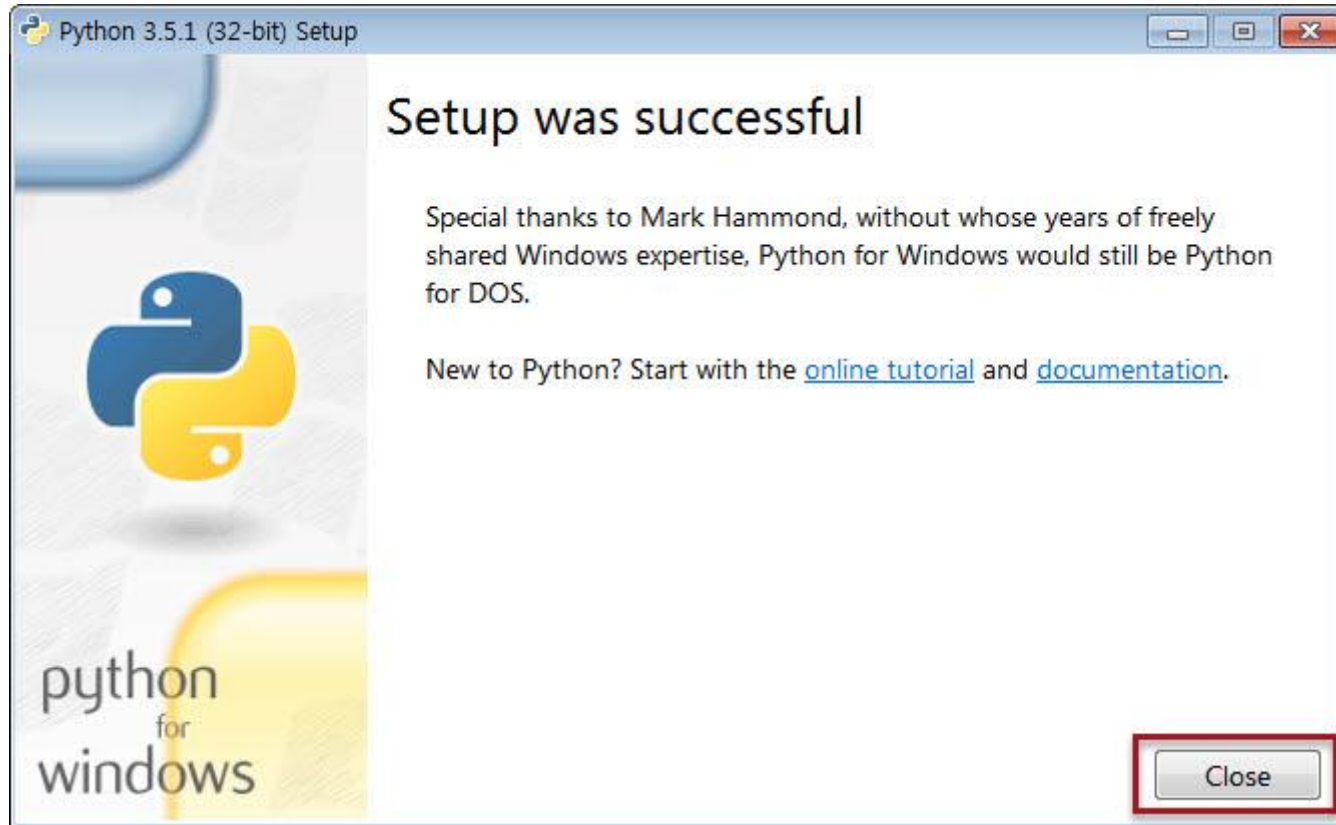 Python 3.5.1 (32-bit) Setup
Setup was successful
Special thanks to Mark Hammond, without whose years of freely
shared Windows expertise, Python for Windows would still be Python
for DOS.
New to Python? Start with the online tutorial and documentation.
python
for
windows
Close